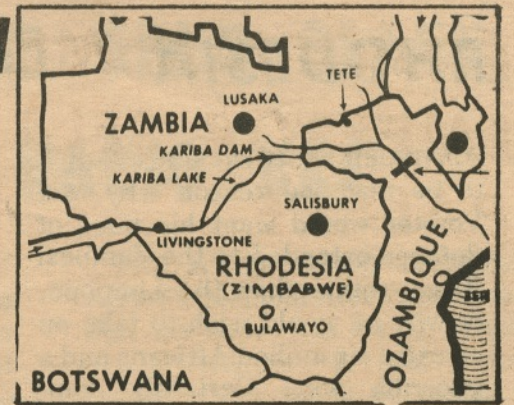 TETE
LUSAKA
ZAMBIA
KARIBA DAM
KARIBA LAKE
SALISBURY
LIVINGSTONE
RHODESIA
(ZIMBABWE)
BULAWAYO
OZAMBIQUE
BOTSWANA